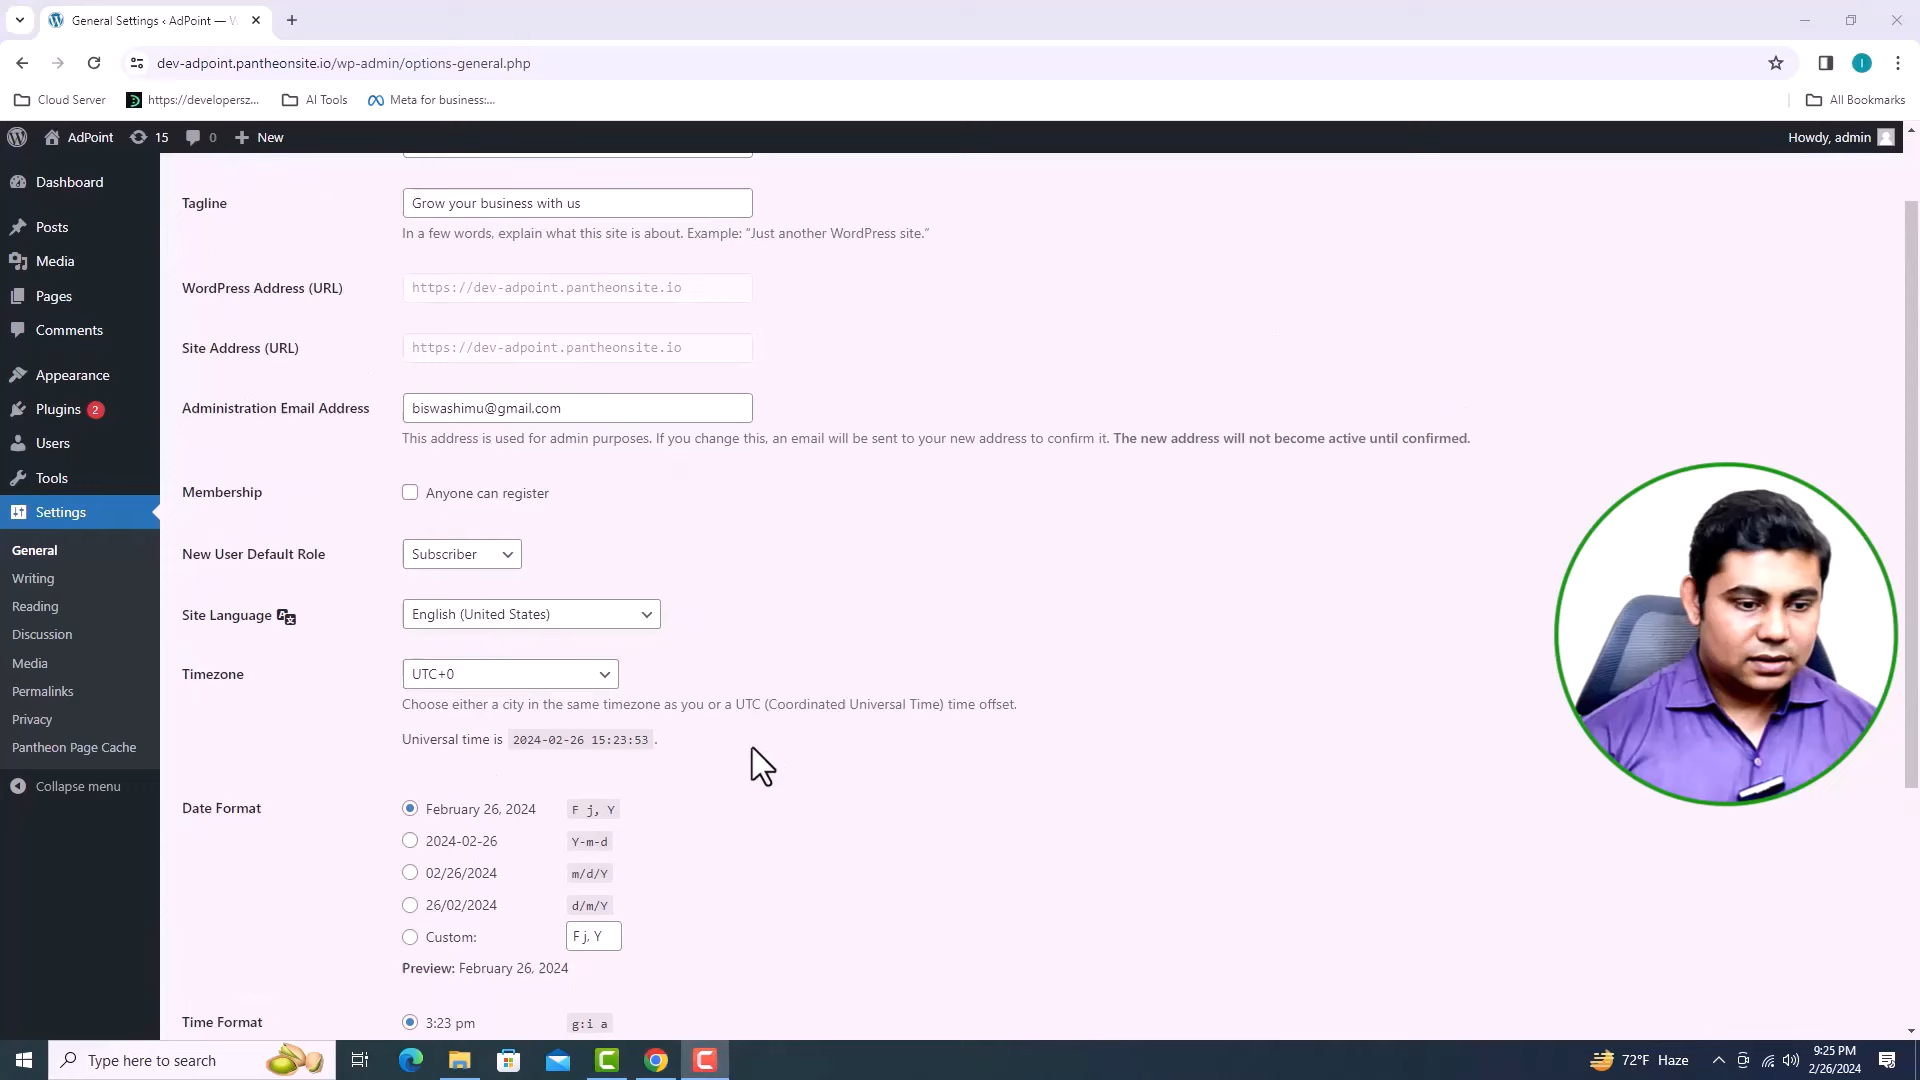 General Settings ‹ AdPoint — W
dev-adpoint.pantheonsite.io/wp-admin/options-general.php
I
Cloud Server
https://developersz...
AI Tools
Meta for business:...
All Bookmarks
AdPoint
15
0
New
Howdy, admin
Dashboard
Posts
Media
Pages
Comments
Appearance
Plugins 2
Users
Tools
Settings
General
Writing
Reading
Discussion
Media
Permalinks
Privacy
Pantheon Page Cache
Collapse menu
Tagline
Grow your business with us
In a few words, explain what this site is about. Example: “Just another WordPress site.”
WordPress Address (URL)
https://dev-adpoint.pantheonsite.io
Site Address (URL)
https://dev-adpoint.pantheonsite.io
Administration Email Address
biswashimu@gmail.com
This address is used for admin purposes. If you change this, an email will be sent to your new address to confirm it. The new address will not become active until confirmed.
Membership
Anyone can register
New User Default Role
Subscriber
Site Language
English (United States)
Timezone
UTC+0
Choose either a city in the same timezone as you or a UTC (Coordinated Universal Time) time offset.
Universal time is 2024-02-26 15:23:53 .
Date Format
February 26, 2024 F j, Y
2024-02-26 Y-m-d
02/26/2024 m/d/Y
26/02/2024 d/m/Y
Custom: F j, Y
Preview: February 26, 2024
Time Format
3:23 pm g:i a
Type here to search
72°F Haze
9:25 PM
2/26/2024